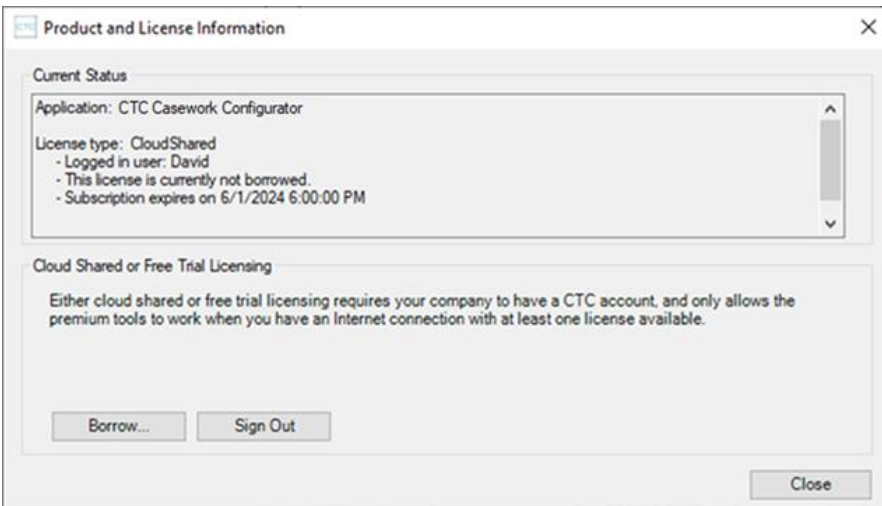 CTC Product and License Information
Current Status
Application: CTC Casework Configurator
License type: CloudShared
- Logged in user: David
- This license is currently not borrowed.
- Subscription expires on 6/1/2024 6:00:00 PM
Cloud Shared or Free Trial Licensing
Either cloud shared or free trial licensing requires your company to have a CTC account, and only allows the
premium tools to work when you have an Internet connection with at least one license available.
Borrow... Sign Out
Close